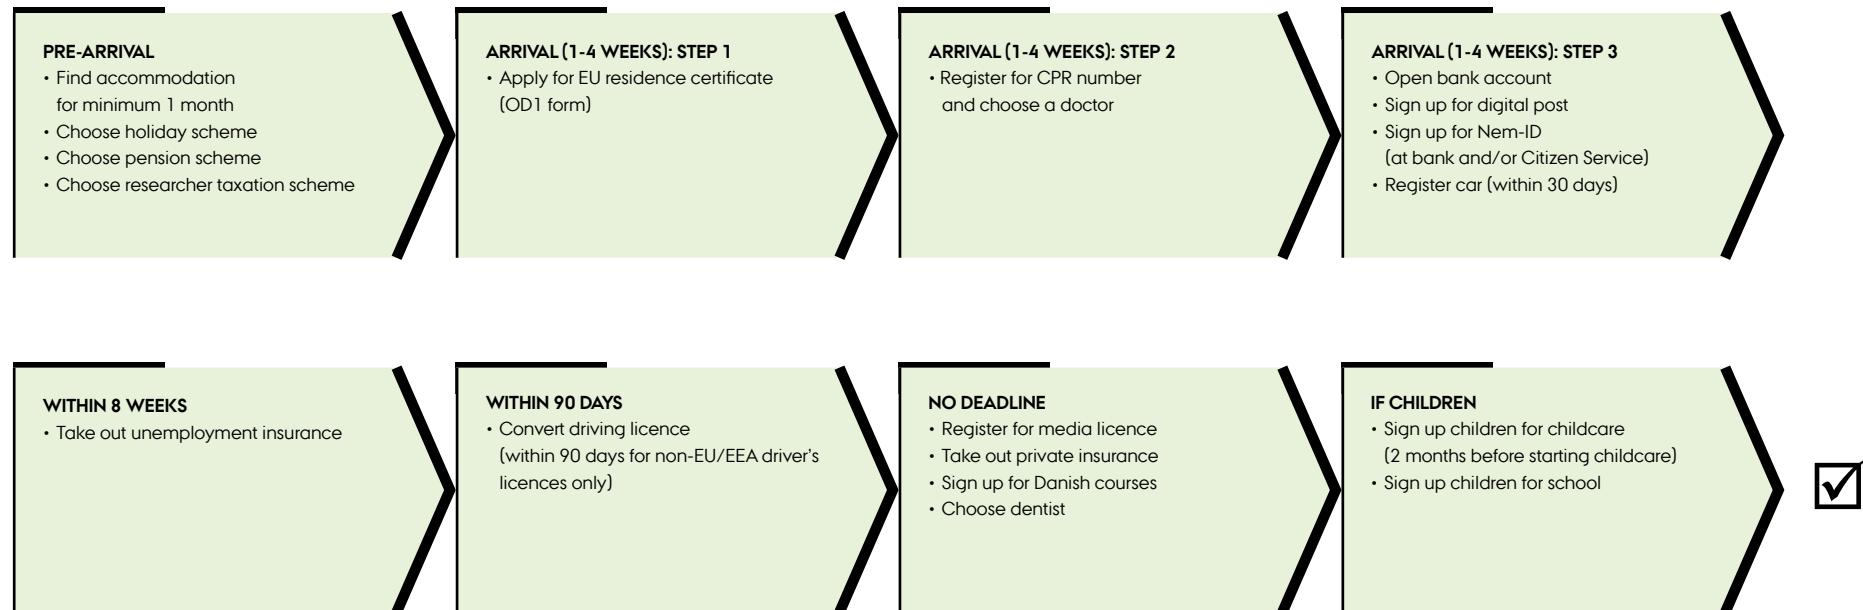 PRE-ARRIVAL
• Find accommodation
for minimum 1 month
• Choose holiday scheme
• Choose pension scheme
• Choose researcher taxation scheme
ARRIVAL (1-4 WEEKS): STEP 1
• Apply for EU residence certificate
(OD1 form)
ARRIVAL (1-4 WEEKS): STEP 2
• Register for CPR number
and choose a doctor
ARRIVAL (1-4 WEEKS): STEP 3
• Open bank account
• Sign up for digital post
• Sign up for Nem-ID
(at bank and/or Citizen Service)
• Register car (within 30 days)
WITHIN 8 WEEKS
• Take out unemployment insurance
WITHIN 90 DAYS
• Convert driving licence
(within 90 days for non-EU/EEA driver's
licences only)
NO DEADLINE
• Register for media licence
• Take out private insurance
• Sign up for Danish courses
• Choose dentist
IF CHILDREN
• Sign up children for childcare
(2 months before starting childcare)
• Sign up children for school